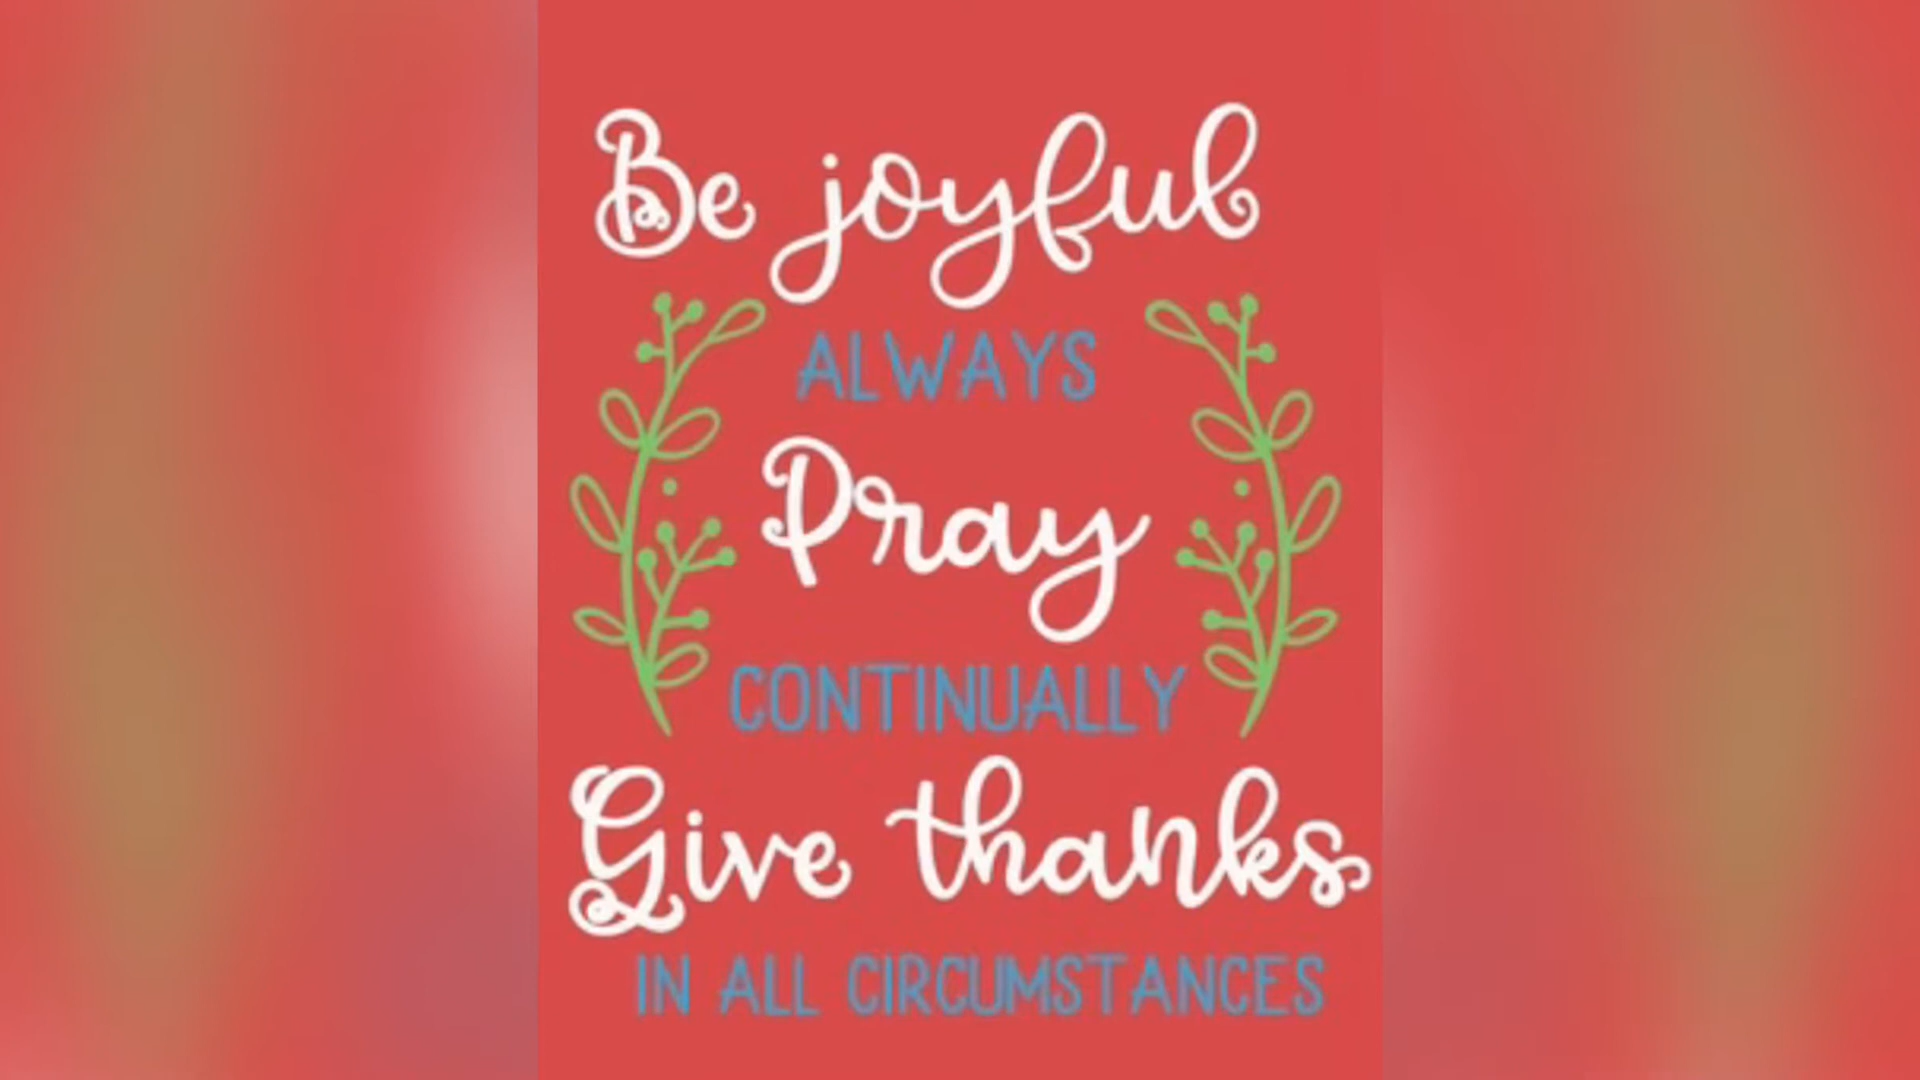 Be joyful
ALWAYS
Pray
CONTINUALLY
Give thanks
IN ALL CIRCUMSTANCES